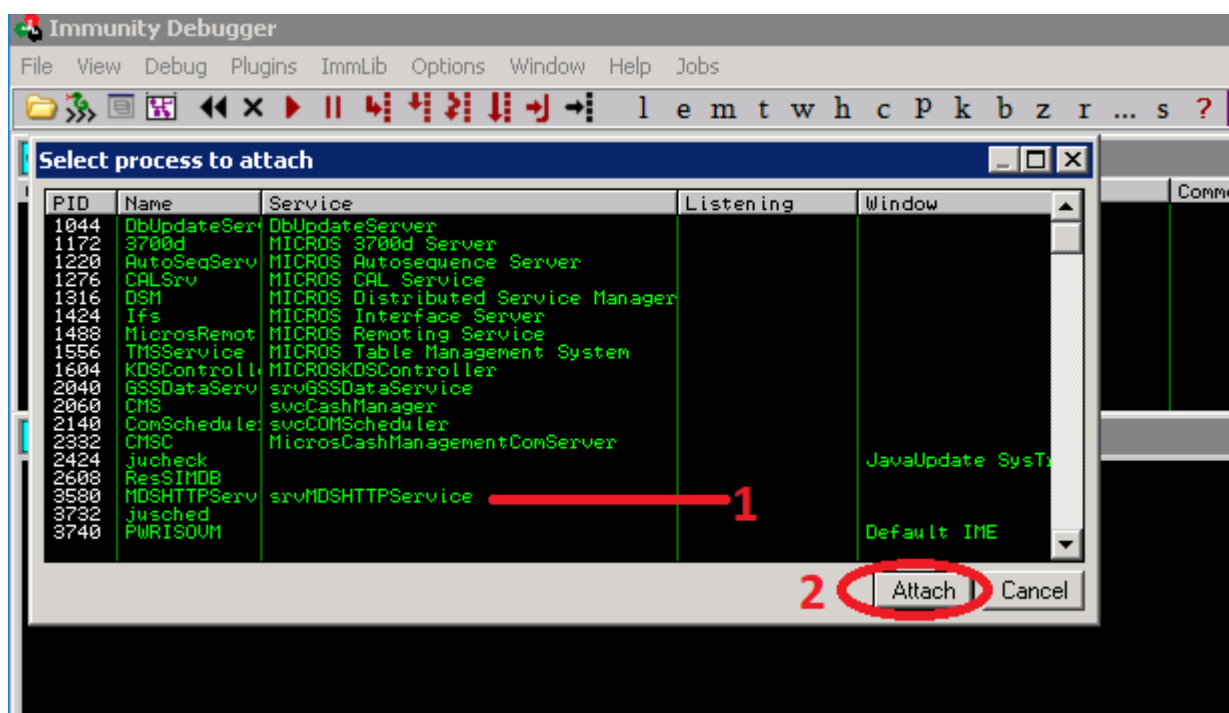 Immunity Debugger
File View Debug Plugins ImmLib Options Window Help Jobs
l e m t w h c P k b z r ... s ?
Select process to attach
PID Name Service Listening Window
1044 DbUpdateSer DbUpdateServer
1172 3700d MICROS 3700d Server
1220 AutoSeqServ MICROS Autosequence Server
1276 CALSrv MICROS CAL Service
1316 DSM MICROS Distributed Service Manager
1424 Ifs MICROS Interface Server
1488 MicrosRemot MICROS Remoting Service
1556 TMSService MICROS Table Management System
1604 KDSControll MICROSKDSController
2040 GSSDataServ srvGSSDataService
2060 CMS svcCashManager
2140 ComSchedule svcCOMScheduler
2332 CMSC MicrosCashManagementComServer
2424 jucheck JavaUpdate SysTr
2608 ResSIMDB
3580 MDSHTTPServ srvMDSHTTPService 1
3732 jusched
3740 PWRISOVM Default IME
2 Attach Cancel
Comm